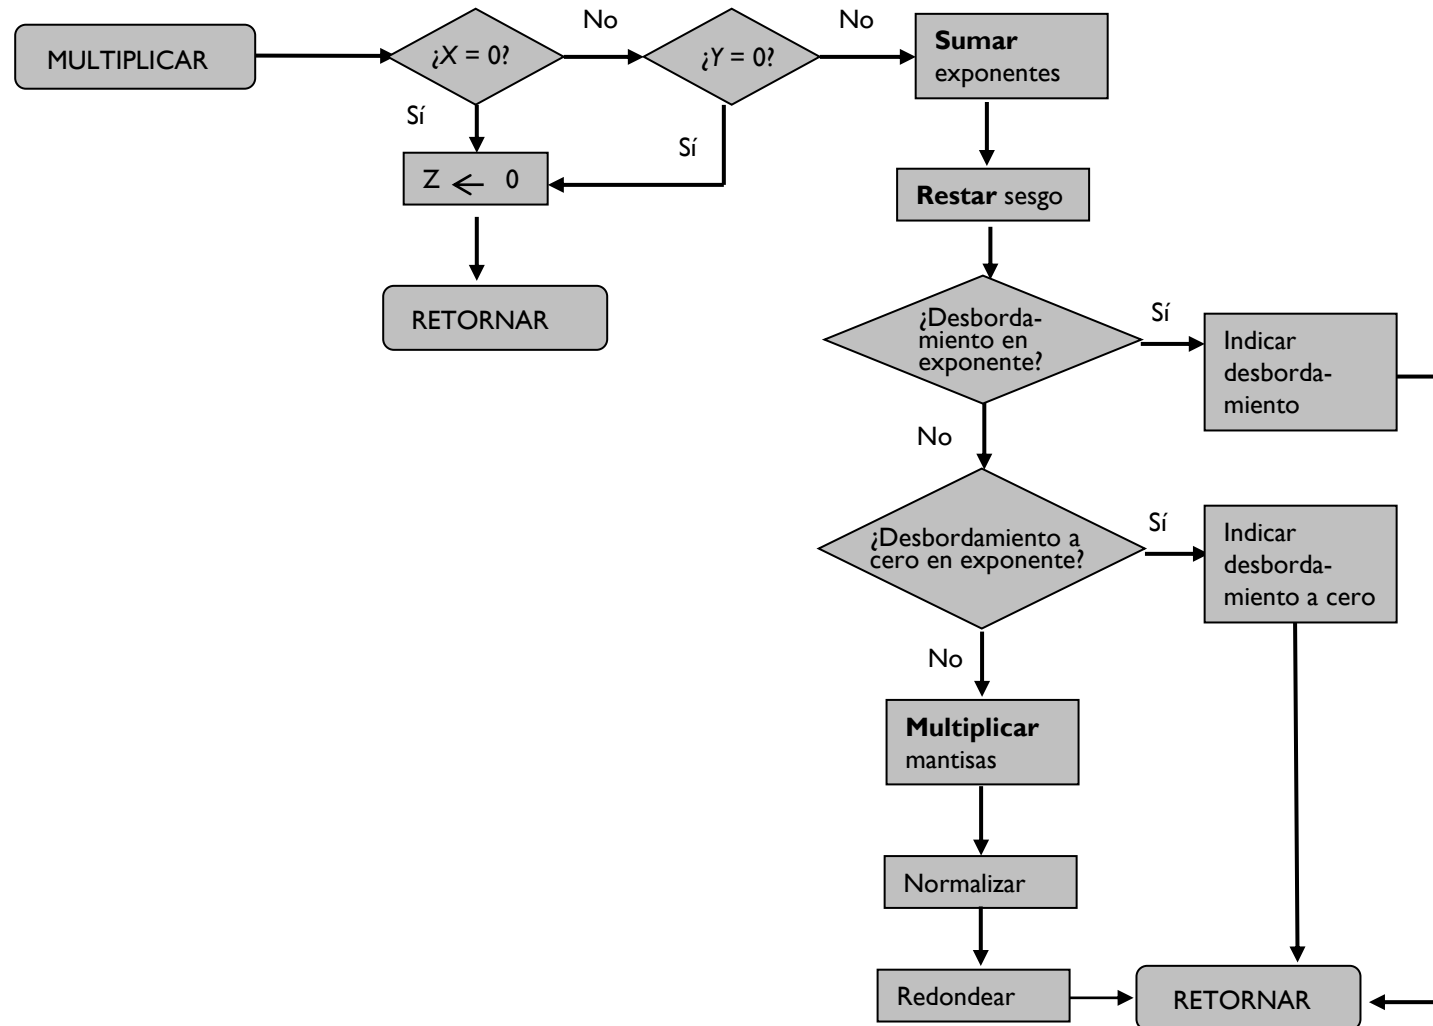 MULTIPLICAR
¿X = 0?
No
¿Y = 0?
No
Sumar
exponentes
Sí
Sí
Z ← 0
Restar sesgo
RETORNAR
¿Desborda-
miento en
exponente?
Sí
Indicar
desborda-
miento
No
¿Desbordamiento a
cero en exponente?
Sí
Indicar
desborda-
miento a cero
No
Multiplicar
mantisas
Normalizar
Redondear
RETORNAR